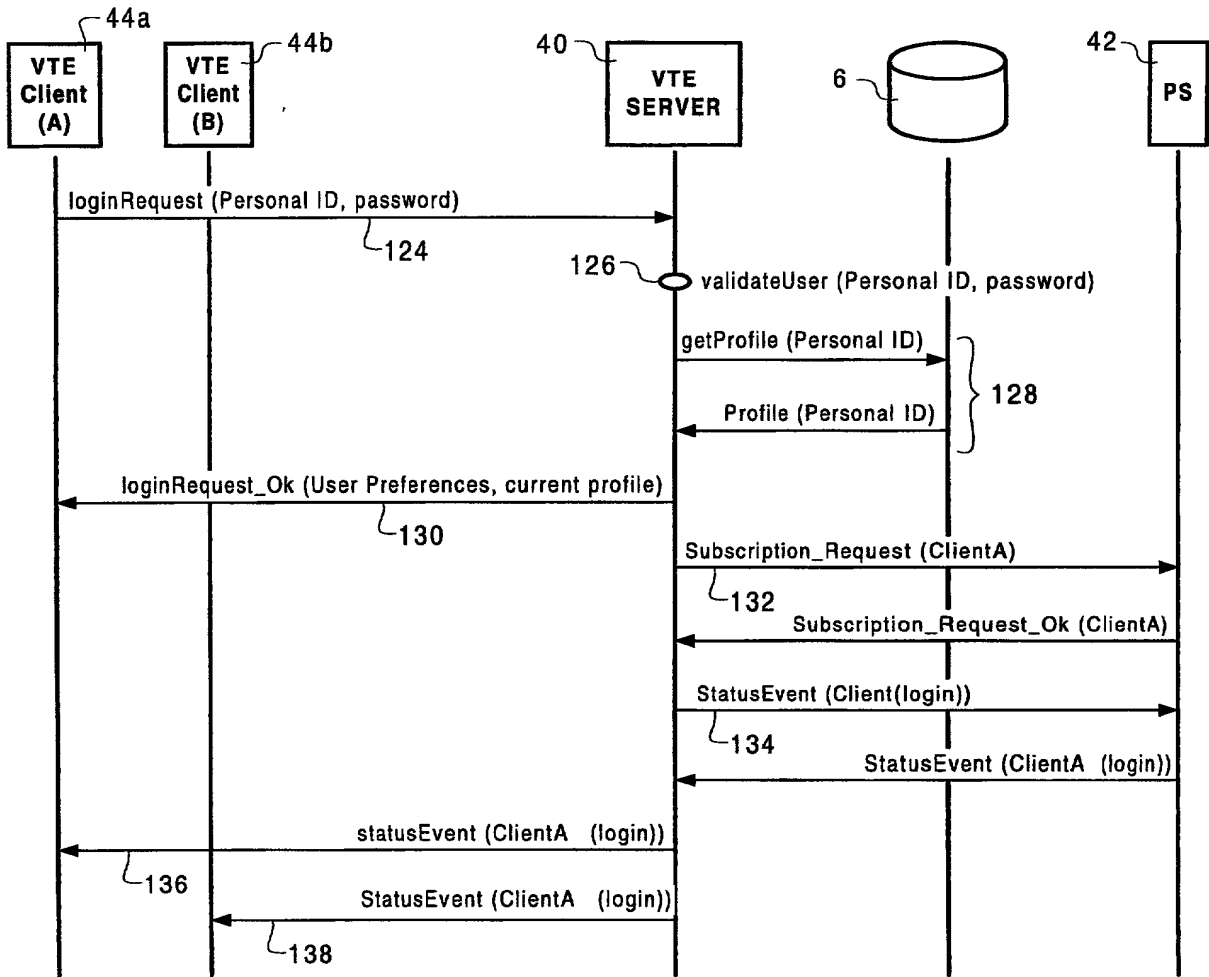 44a
VTE
Client
(A)
44b
VTE
Client
(B)
40
VTE
SERVER
6
42
PS
loginRequest (Personal ID, password)
124
126
validateUser (Personal ID, password)
getProfile (Personal ID)
128
Profile (Personal ID)
loginRequest_Ok (User Preferences, current profile)
130
Subscription_Request (ClientA)
132
Subscription_Request_Ok (ClientA)
StatusEvent (Client(login))
134
StatusEvent (ClientA (login))
statusEvent (ClientA (login))
136
StatusEvent (ClientA (login))
138